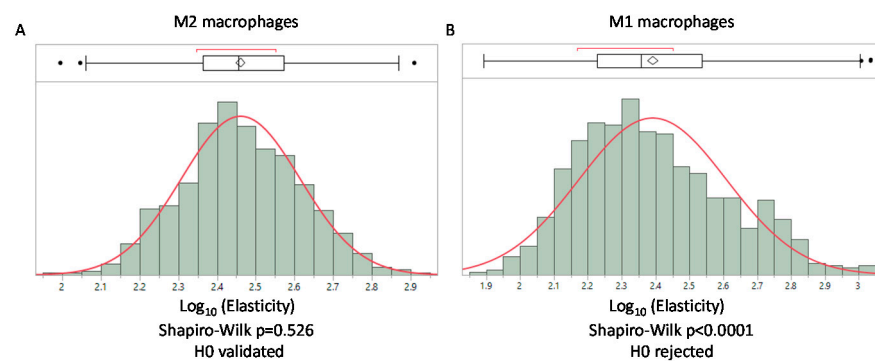 A
M2 macrophages
2 2.1 2.2 2.3 2.4 2.5 2.6 2.7 2.8 2.9
Log10 (Elasticity)
Shapiro-Wilk p=0.526
H0 validated
B
M1 macrophages
1.9 2 2.1 2.2 2.3 2.4 2.5 2.6 2.7 2.8 2.9 3
Log10 (Elasticity)
Shapiro-Wilk p<0.0001
H0 rejected